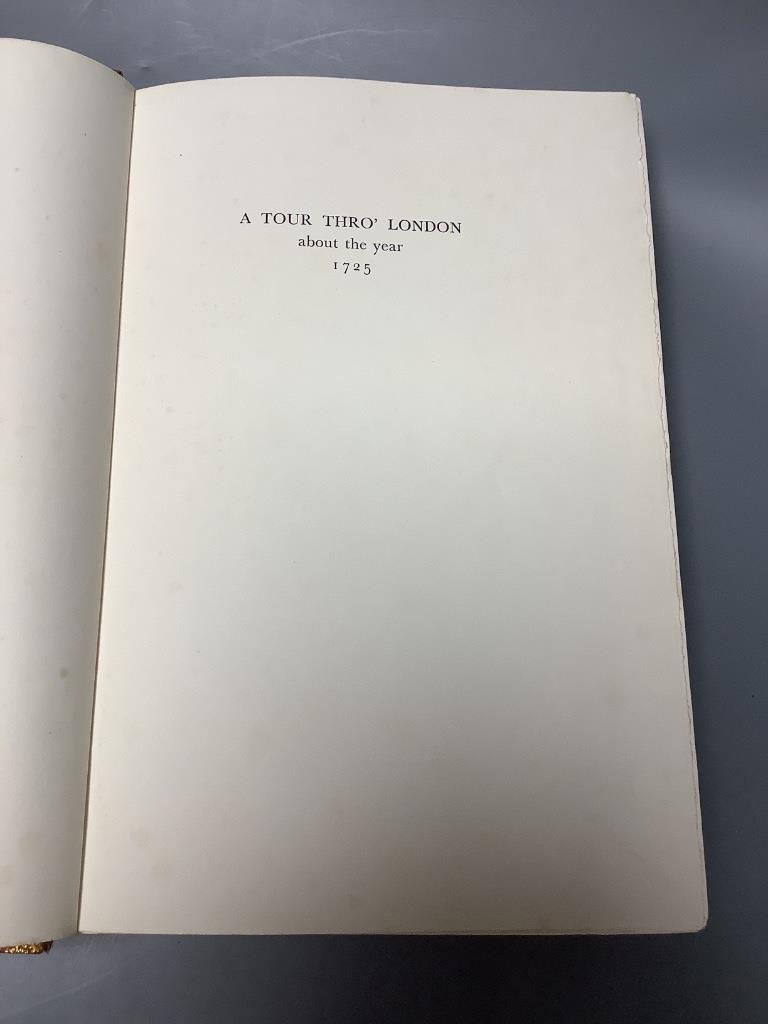 A TOUR THRO' LONDON
about the year
1725